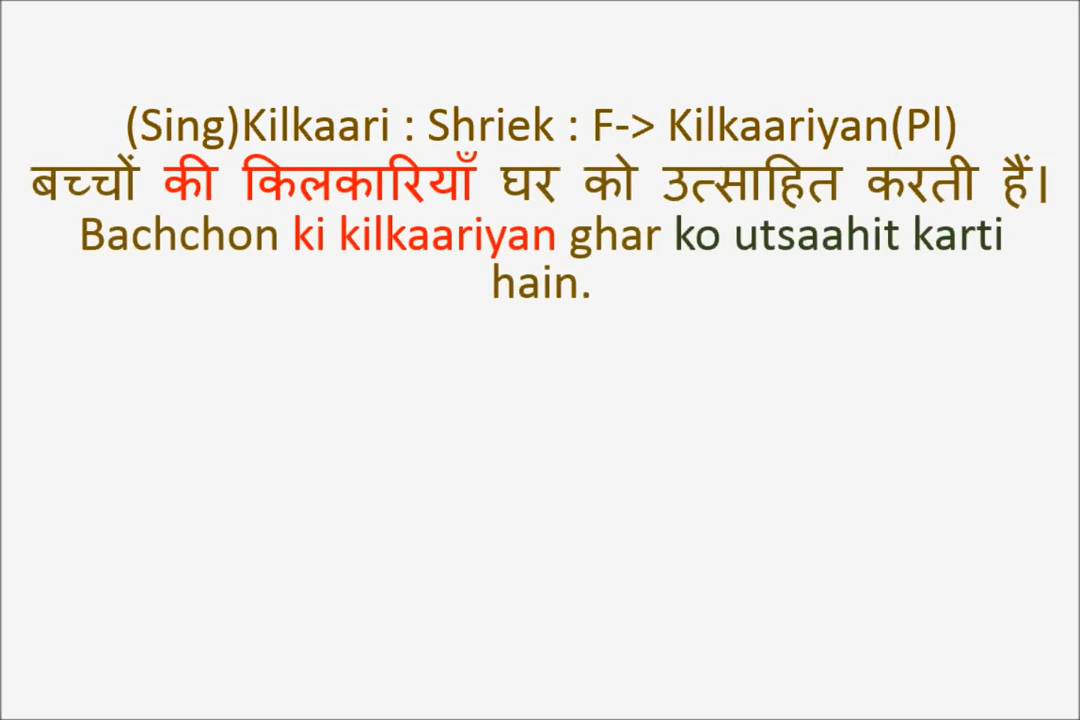 (Sing)Kilkaari : Shriek : F-> Kilkaariyan(Pl)
बच्चों की किलकारियाँ घर को उत्साहित करती हैं।
Bachchon ki kilkaariyan ghar ko utsaahit karti
hain.